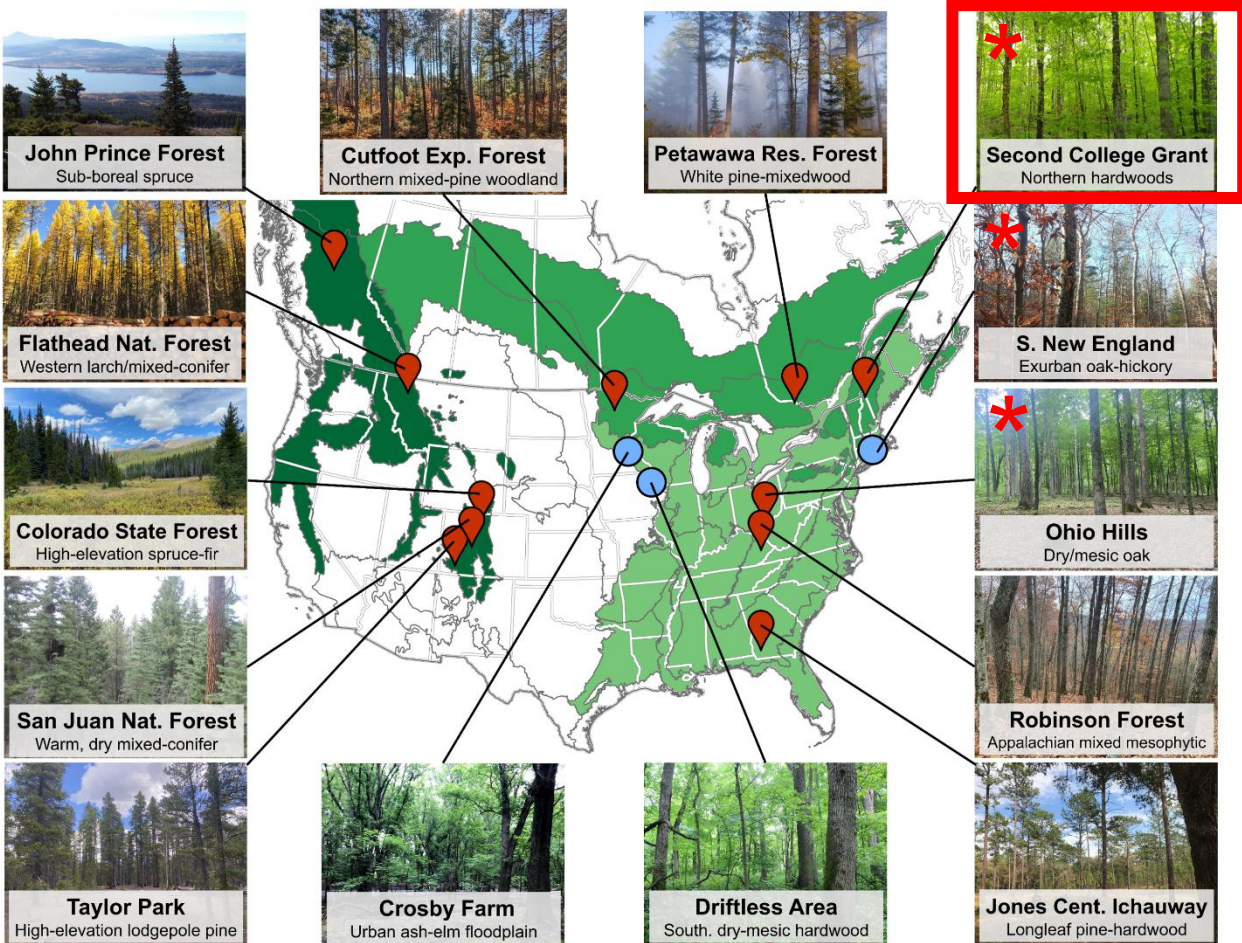 John Prince Forest
Sub-boreal spruce
Cutfoot Exp. Forest
Northern mixed-pine woodland
Petawawa Res. Forest
White pine-mixedwood
*
Second College Grant
Northern hardwoods
Flathead Nat. Forest
Western larch/mixed-conifer
*
S. New England
Exurban oak-hickory
Colorado State Forest
High-elevation spruce-fir
*
Ohio Hills
Dry/mesic oak
San Juan Nat. Forest
Warm, dry mixed-conifer
Robinson Forest
Appalachian mixed mesophytic
Taylor Park
High-elevation lodgepole pine
Crosby Farm
Urban ash-elm floodplain
Driftless Area
South. dry-mesic hardwood
Jones Cent. Ichauway
Longleaf pine-hardwood